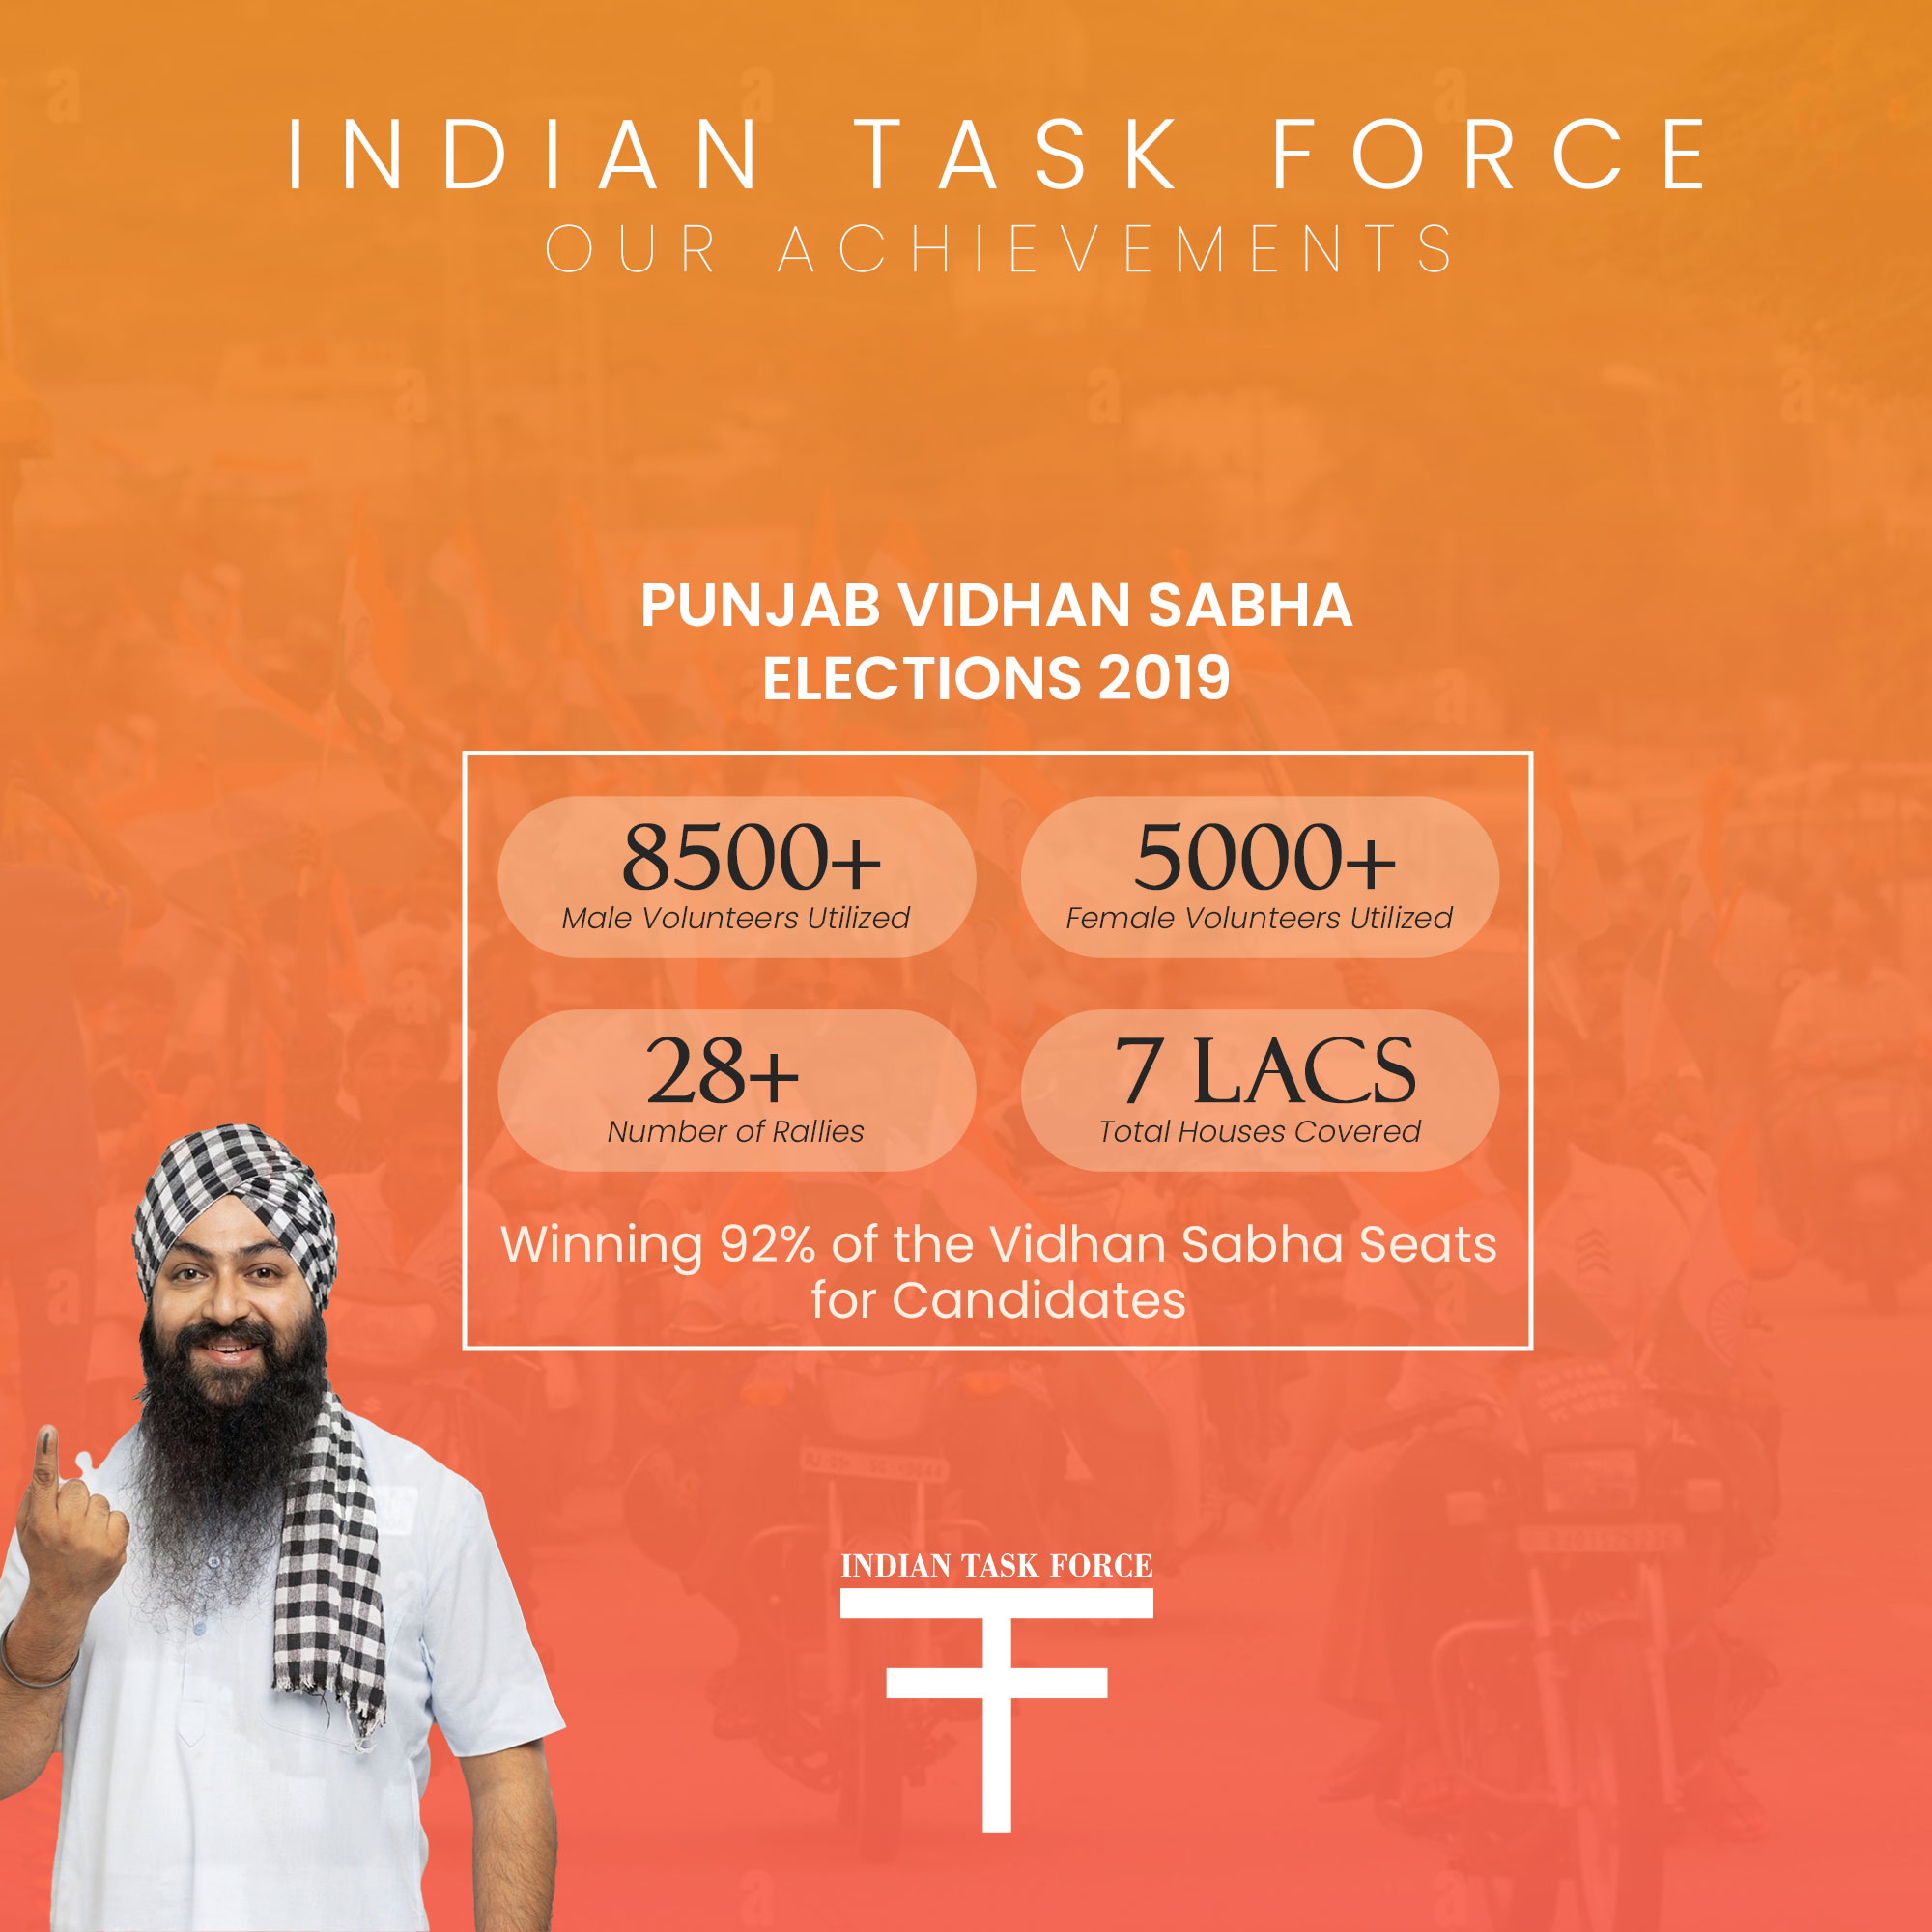 INDIAN TASK FORCE
OUR ACHIEVEMENTS
PUNJAB VIDHAN SABHA
ELECTIONS 2019
8500+
Male Volunteers Utilized
5000+
Female Volunteers Utilized
28+
Number of Rallies
7 LACS
Total Houses Covered
Winning 92% of the Vidhan Sabha Seats
for Candidates
INDIAN TASK FORCE